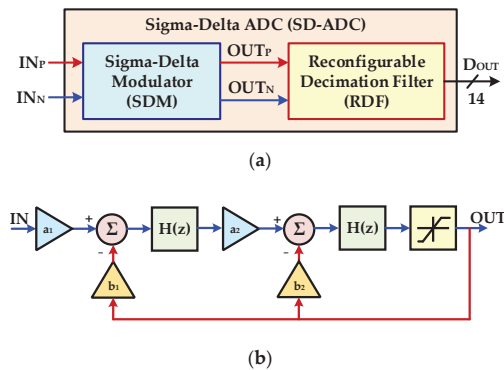 Sigma-Delta ADC (SD-ADC)
INP
INN
Sigma-Delta
Modulator
(SDM)
OUTP
OUTN
Reconfigurable
Decimation Filter
(RDF)
DOUT
14
(a)
IN
a1
+
Σ
-
H(z)
a2
+
Σ
-
H(z)
OUT
b1
b2
(b)